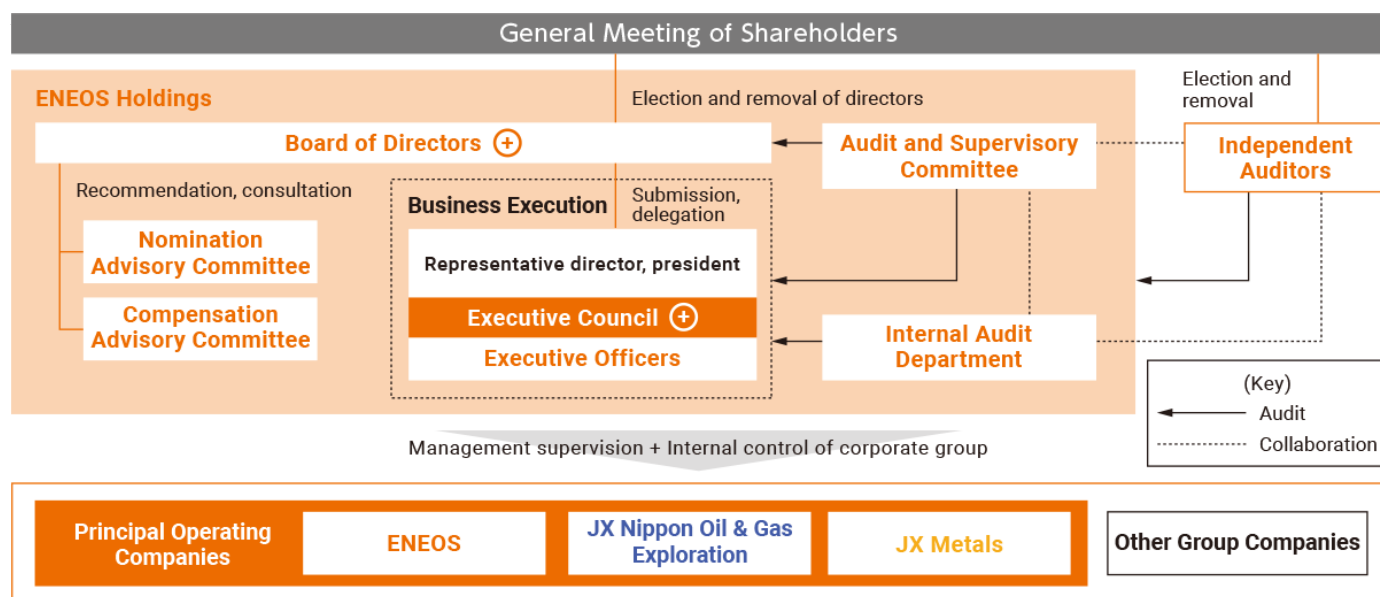 General Meeting of Shareholders
ENEOS Holdings
Election and removal of directors
Election and
removal
Board of Directors
Audit and Supervisory
Committee
Independent
Auditors
Recommendation, consultation
Business Execution
Submission,
delegation
Nomination
Advisory Committee
Representative director, president
Compensation
Advisory Committee
Executive Council
Executive Officers
Internal Audit
Department
(Key)
Audit
Collaboration
Management supervision + Internal control of corporate group
Principal Operating
Companies
ENEOS
JX Nippon Oil & Gas
Exploration
JX Metals
Other Group Companies